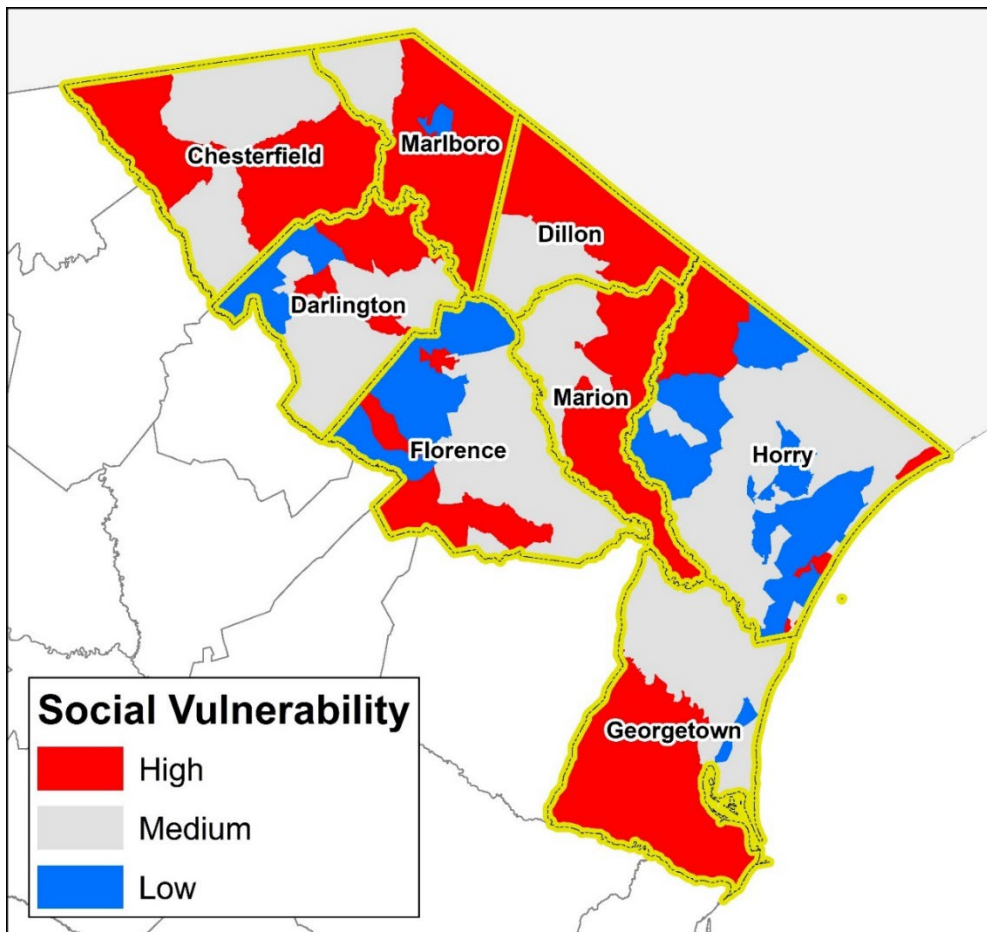 Marlboro
Chesterfield
Dillon
Darlington
Marion
Florence
Horry
Georgetown
Social Vulnerability
High
Medium
Low